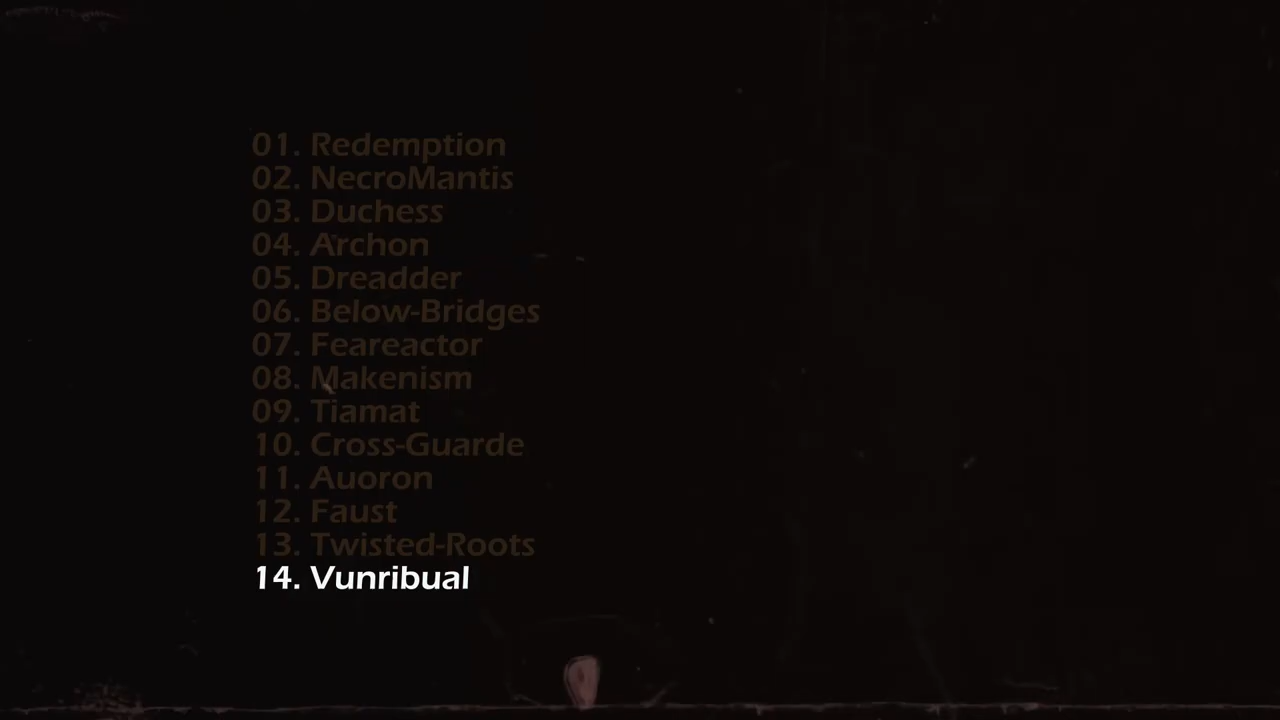 01. Redemption
02. NecroMantis
03. Duchess
04. Archon
05. Dreadder
06. Below-Bridges
07. Feareactor
08. Makenism
09. Tiamat
10. Cross-Guarde
11. Auoron
12. Faust
13. Twisted-Roots
14. Vunribual